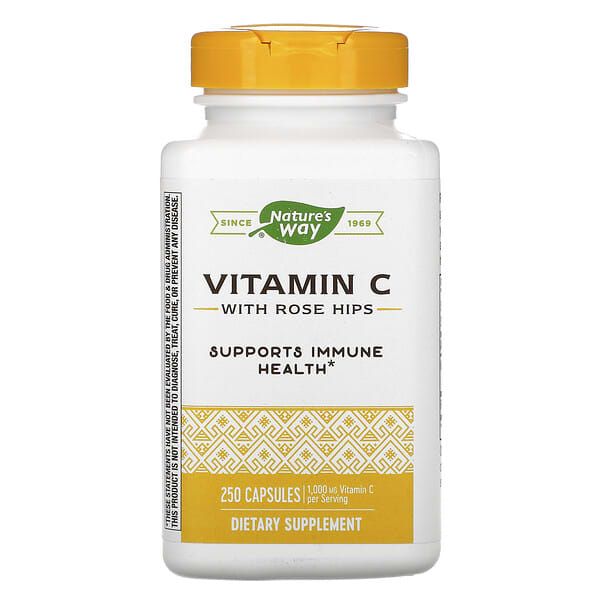 SINCE
Nature's
Way
®
1969
VITAMIN C
WITH ROSE HIPS
SUPPORTS IMMUNE
HEALTH*
250 CAPSULES
1,000 MG Vitamin C
per Serving
DIETARY SUPPLEMENT
*THESE STATEMENTS HAVE NOT BEEN EVALUATED BY THE FOOD & DRUG ADMINISTRATION.
THIS PRODUCT IS NOT INTENDED TO DIAGNOSE, TREAT, CURE, OR PREVENT ANY DISEASE.